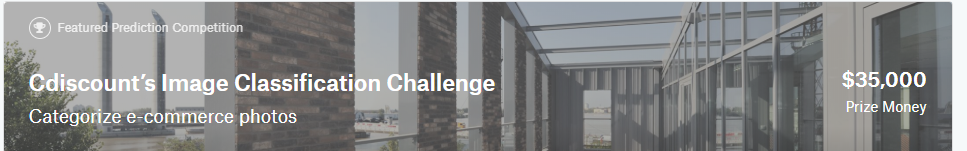 Featured Prediction Competition
Cdiscount's Image Classification Challenge
Categorize e-commerce photos
$35,000
Prize Money